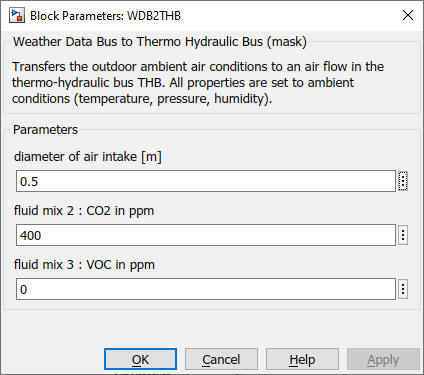 Block Parameters: WDB2THB
Weather Data Bus to Thermo Hydraulic Bus (mask)
Transfers the outdoor ambient air conditions to an air flow in the
thermo-hydraulic bus THB. All properties are set to ambient
conditions (temperature, pressure, humidity).
Parameters
diameter of air intake [m]
0.5
fluid mix 2 : CO2 in ppm
400
fluid mix 3 : VOC in ppm
0
OK Cancel Help Apply